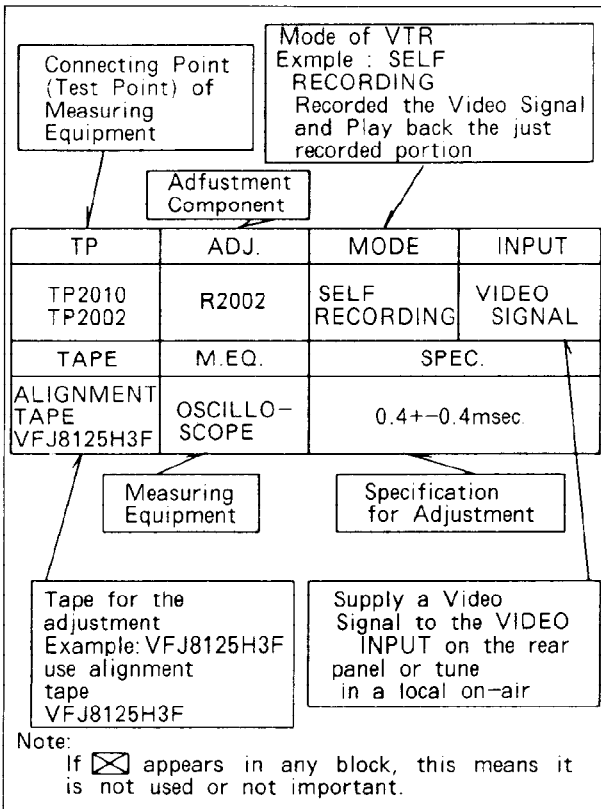 Connecting Point
(Test Point) of
Measuring
Equipment
Mode of VTR
Exmple : SELF
RECORDING
Recorded the Video Signal
and Play back the just
recorded portion
Adfustment
Component
TP ADJ. MODE INPUT
TP2010
TP2002
R2002
SELF
RECORDING
VIDEO
SIGNAL
TAPE M.EQ. SPEC.
ALIGNMENT
TAPE
VFJ8125H3F
OSCILLO-
SCOPE
0.4+-0.4msec.
Measuring
Equipment
Specification
for Adjustment
Tape for the
adjustment
Example: VFJ8125H3F
use alignment
tape
VFJ8125H3F
Supply a Video
Signal to the VIDEO
INPUT on the rear
panel or tune
in a local on-air
Note:
If appears in any block, this means it
is not used or not important.